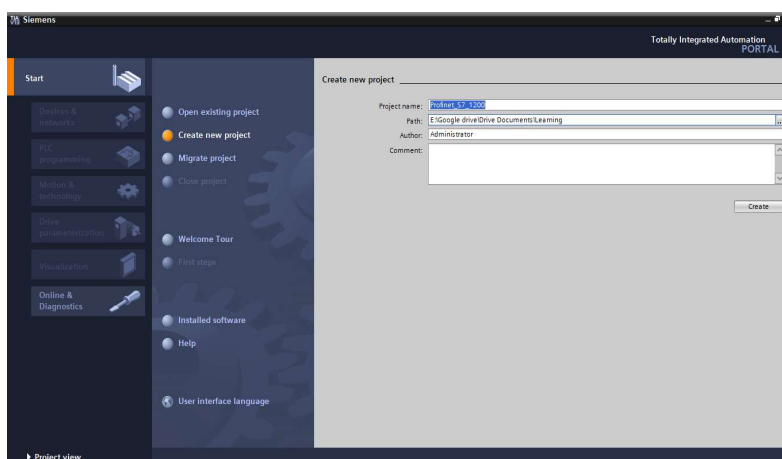 Siemens
Totally Integrated Automation
PORTAL
Start
Devices &
networks
PLC
programming
Motion &
technology
Drive
parameterization
Visualization
Online &
Diagnostics
Open existing project
Create new project
Migrate project
Close project
Welcome Tour
First steps
Installed software
Help
User interface language
Create new project
Project name:
Profinet_S7_1200
Path:
E:\Google drive\Drive Documents\Learning
...
Author:
Administrator
Comment:
Create
Project view